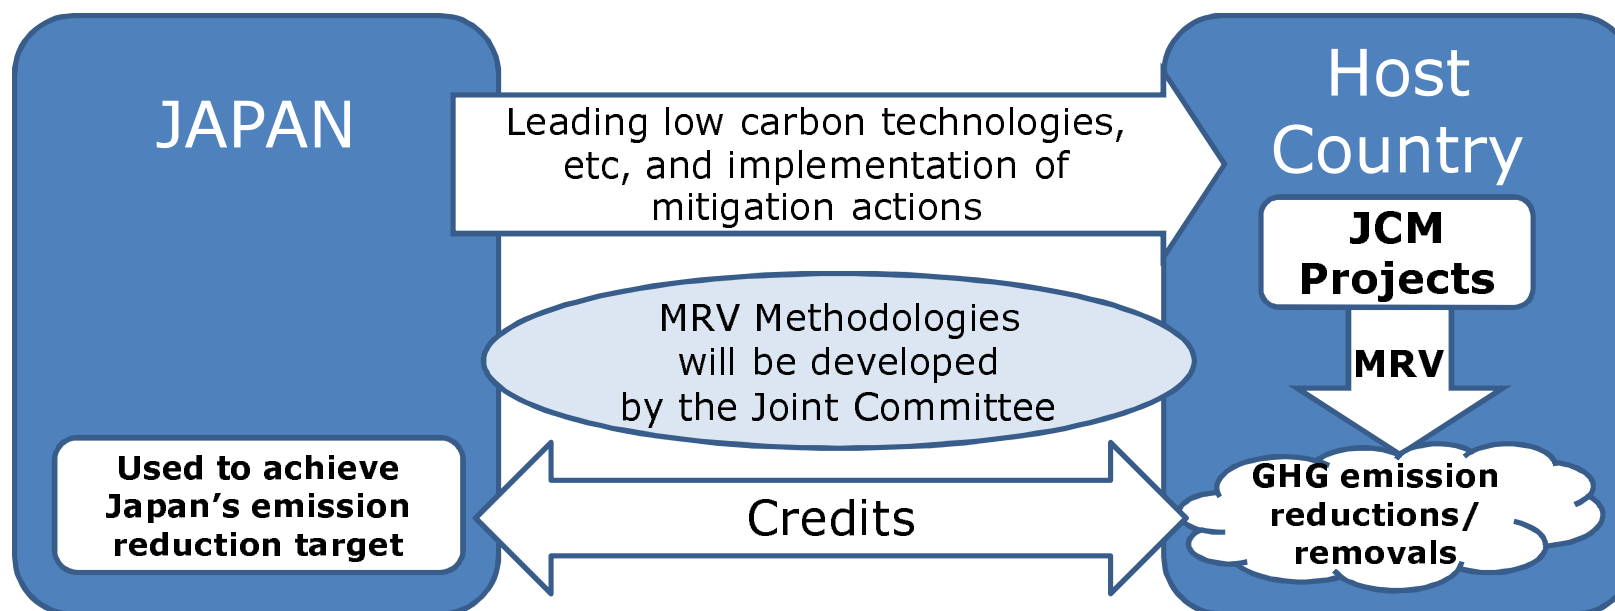 JAPAN
Leading low carbon technologies,
etc, and implementation of
mitigation actions
Host
Country
JCM
Projects
MRV Methodologies
will be developed
by the Joint Committee
MRV
Used to achieve
Japan’s emission
reduction target
Credits
GHG emission
reductions/
removals